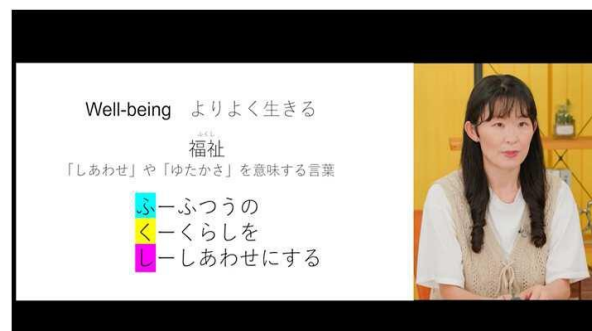 Well-being よりよく生きる
ふくし
福祉
「しあわせ」や「ゆたかさ」を意味する言葉
ふーふつうの
くーくらしを
しーしあわせにする